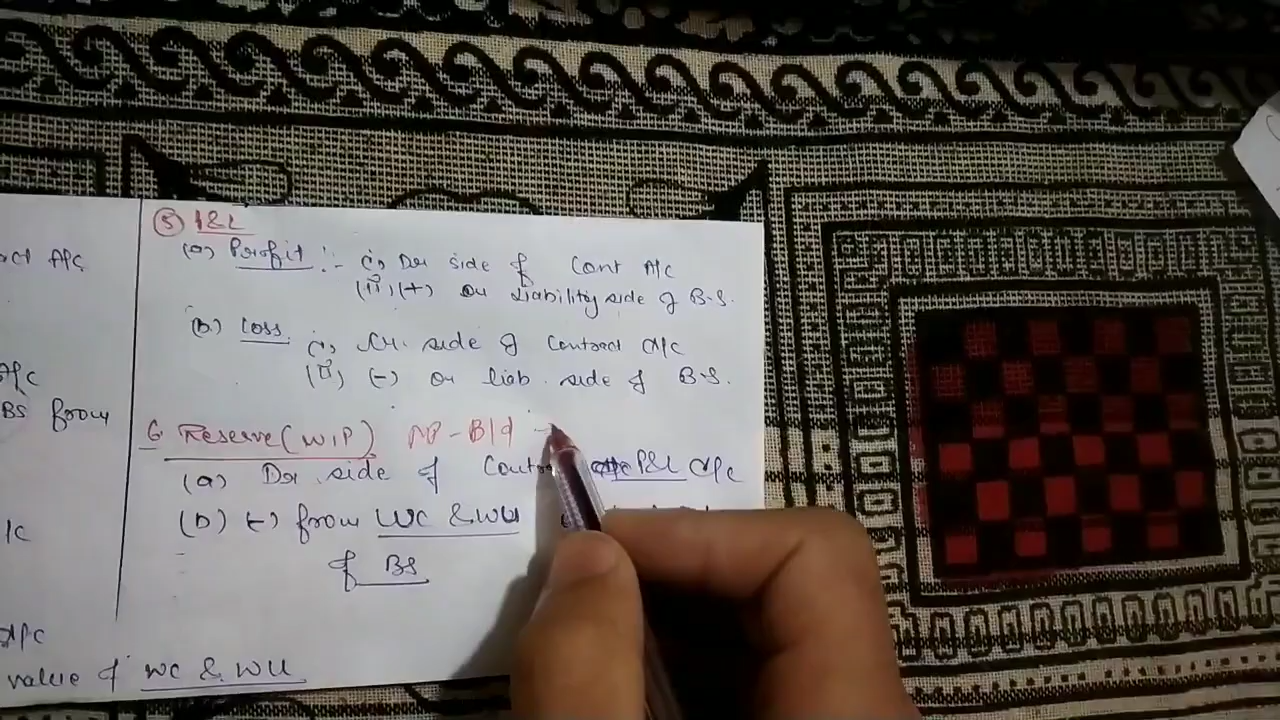 act A/c
A/c
BS from
/c
A/c
value of WC & WU
(5) P&L
(a) Profit :- (i) Dr side of Cont A/c
(ii) (+) on Liability side of B.S.
(b) Loss (i) Cr. side of Contract A/c
(ii) (-) on liab. side of B.S.
6 Reserve (WIP) NP - B/d
(a) Dr. side of P&L A/c
(b) (-) from WC & WU
of BS